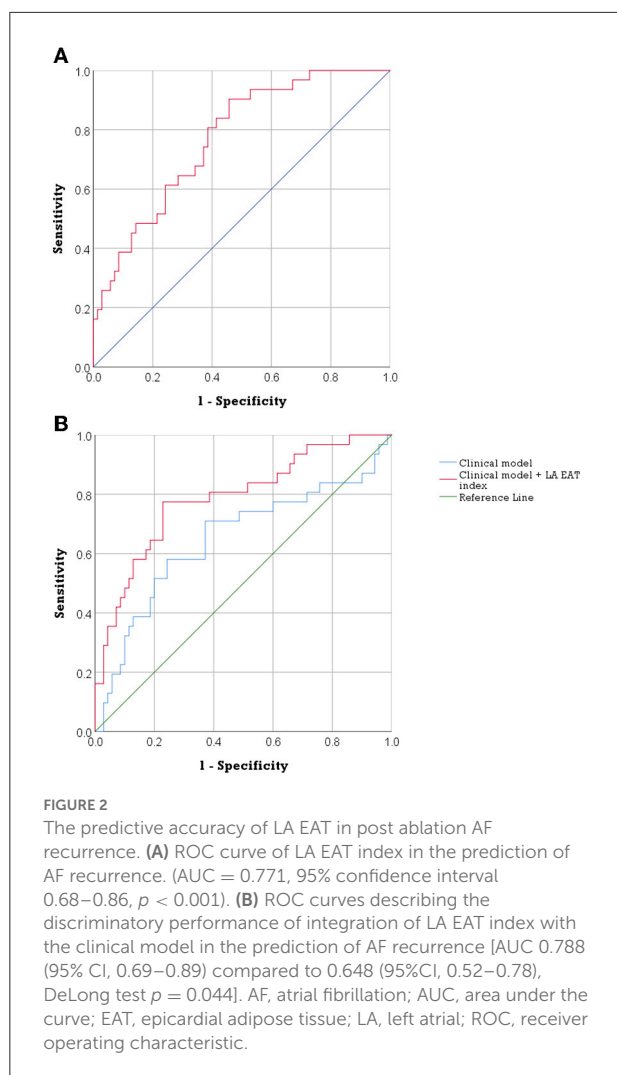 A
1.0
0.8
0.6
0.4
0.2
0.0
Sensitivity
0.0 0.2 0.4 0.6 0.8 1.0
1 - Specificity
B
1.0
0.8
0.6
0.4
0.2
0.0
Sensitivity
0.0 0.2 0.4 0.6 0.8 1.0
1 - Specificity
Clinical model
Clinical model + LA EAT
index
Reference Line
FIGURE 2
The predictive accuracy of LA EAT in post ablation AF
recurrence. (A) ROC curve of LA EAT index in the prediction of
AF recurrence. (AUC = 0.771, 95% confidence interval
0.68–0.86, p < 0.001). (B) ROC curves describing the
discriminatory performance of integration of LA EAT index with
the clinical model in the prediction of AF recurrence [AUC 0.788
(95% CI, 0.69–0.89) compared to 0.648 (95%CI, 0.52–0.78),
DeLong test p = 0.044]. AF, atrial fibrillation; AUC, area under the
curve; EAT, epicardial adipose tissue; LA, left atrial; ROC, receiver
operating characteristic.